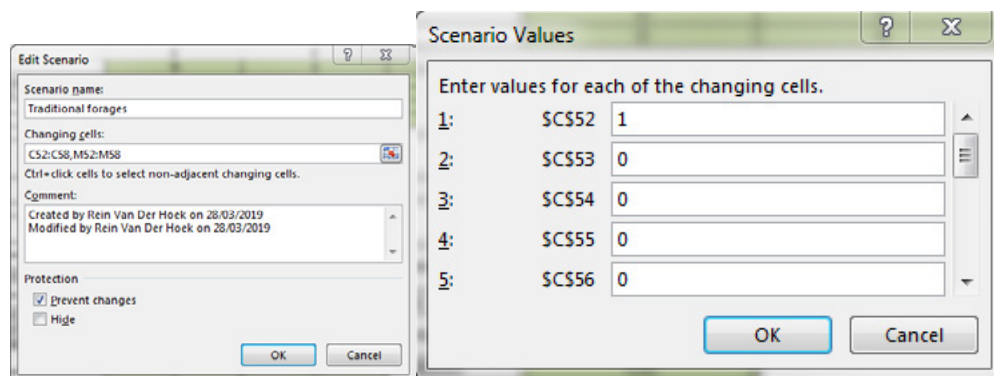 Edit Scenario
Scenario name:
Traditional forages
Changing cells:
C52:C58,M52:M58
Ctrl+click cells to select non-adjacent changing cells.
Comment:
Created by Rein Van Der Hoek on 28/03/2019
Modified by Rein Van Der Hoek on 28/03/2019
Protection
Prevent changes
Hide
OK Cancel
Scenario Values
Enter values for each of the changing cells.
1: $C$52 1
2: $C$53 0
3: $C$54 0
4: $C$55 0
5: $C$56 0
OK Cancel